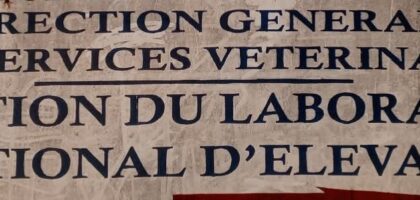 RECTION GENERA
ERVICES VETERINA
TION DU LABORA
TIONAL D'ELEVA